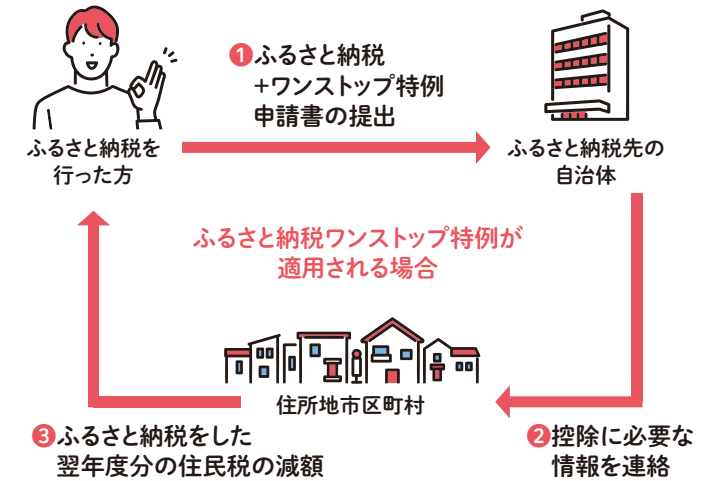 ❶ふるさと納税
+ワンストップ特例
申請書の提出
ふるさと納税を
行った方
ふるさと納税先の
自治体
ふるさと納税ワンストップ特例が
適用される場合
住所地市区町村
❷控除に必要な
情報を連絡
❸ふるさと納税をした
翌年度分の住民税の減額